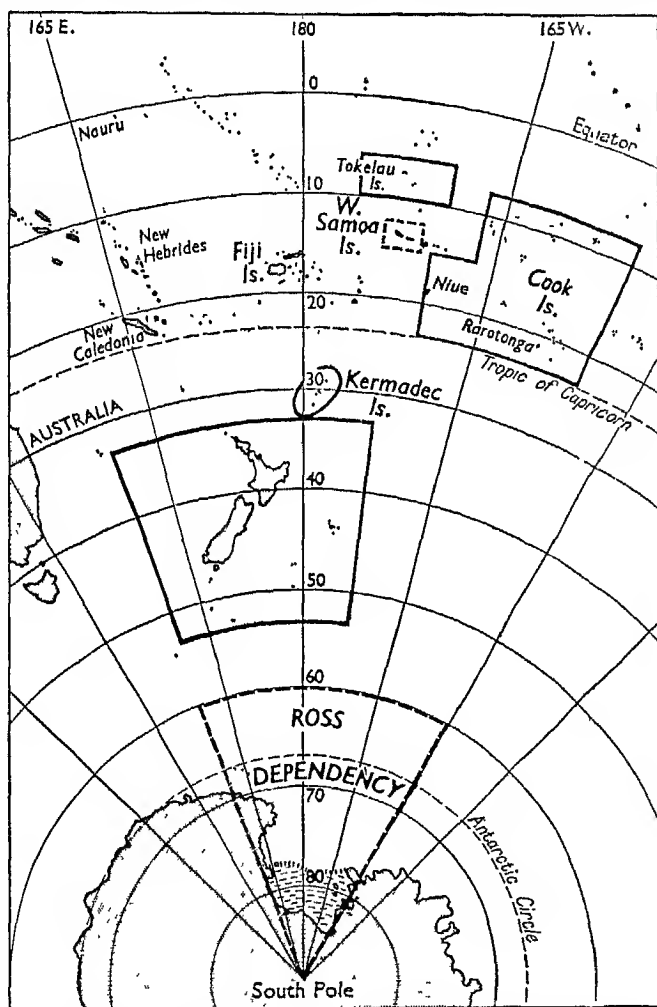 165 E. 180 165 W.
0
Nauru
Equator
Tokelau
Is.
10
W.
Samoa
Is.
New
Hebrides
Fiji
Is.
Niue
Cook
Is.
20
New
Caledonia
Rarotonga
Tropic of Capricorn
30
Kermadec
Is.
AUSTRALIA
40
50
60
ROSS
DEPENDENCY
70
Antarctic Circle
80
South Pole